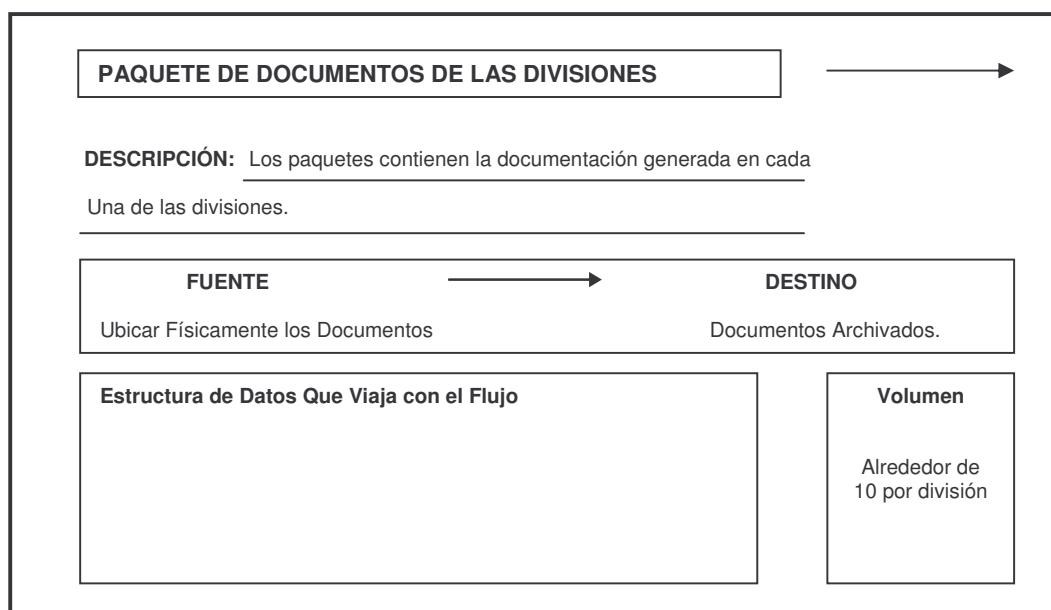 PAQUETE DE DOCUMENTOS DE LAS DIVISIONES
DESCRIPCIÓN: Los paquetes contienen la documentación generada en cada
Una de las divisiones.
FUENTE DESTINO
Ubicar Físicamente los Documentos Documentos Archivados.
Estructura de Datos Que Viaja con el Flujo
Volumen
Alrededor de
10 por división